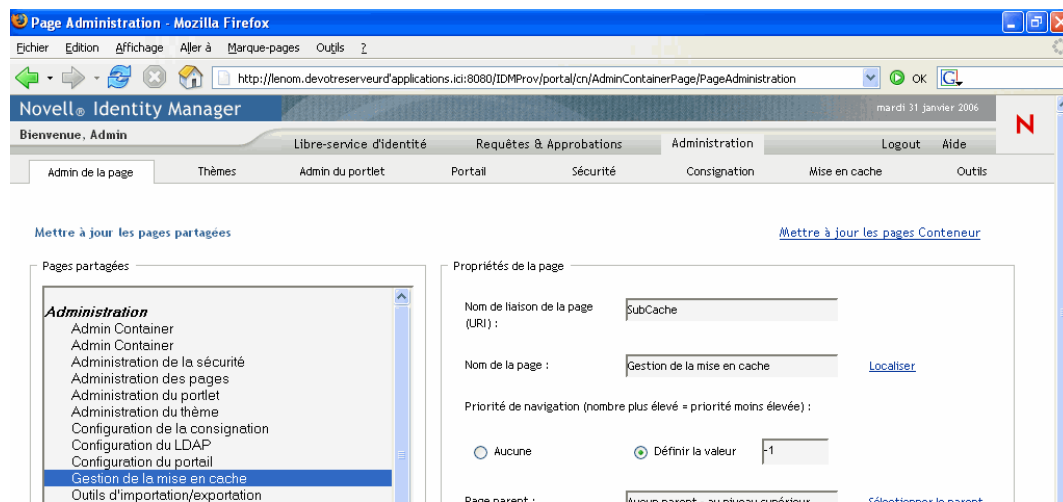 Page Administration - Mozilla Firefox
Fichier Edition Affichage Aller à Marque-pages Outils ?
http://lenom.devotreserveurd'applications.ici:8080/IDMProv/portal/cn/AdminContainerPage/PageAdministration OK G
Novell® Identity Manager mardi 31 janvier 2006
N
Bienvenue, Admin
Libre-service d'identité Requêtes & Approbations Administration Logout Aide
Admin de la page Thèmes Admin du portlet Portail Sécurité Consignation Mise en cache Outils
Mettre à jour les pages partagées Mettre à jour les pages Conteneur
Pages partagées
Administration
Admin Container
Admin Container
Administration de la sécurité
Administration des pages
Administration du portlet
Administration du thème
Configuration de la consignation
Configuration du LDAP
Configuration du portail
Gestion de la mise en cache
Outils d'importation/exportation
Propriétés de la page
Nom de liaison de la page (URI) : SubCache
Nom de la page : Gestion de la mise en cache Localiser
Priorité de navigation (nombre plus élevé = priorité moins élevée) :
Aucune Définir la valeur -1
Page parent : Aucun parent - au niveau supérieur Sélectionner le parent